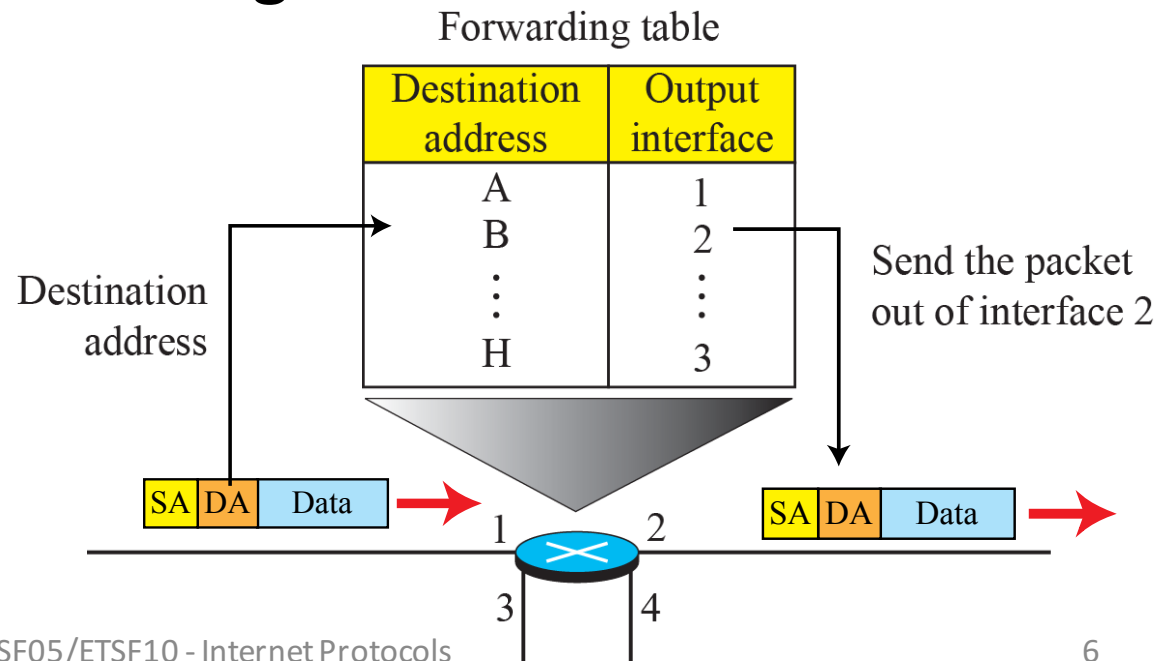 Forwarding table
Destination address
Output interface
A 1
B 2
H 3
Destination
address
Send the packet
out of interface 2
SA DA Data
SA DA Data
1 2
3 4
SF05/ETSF10 - Internet Protocols
6